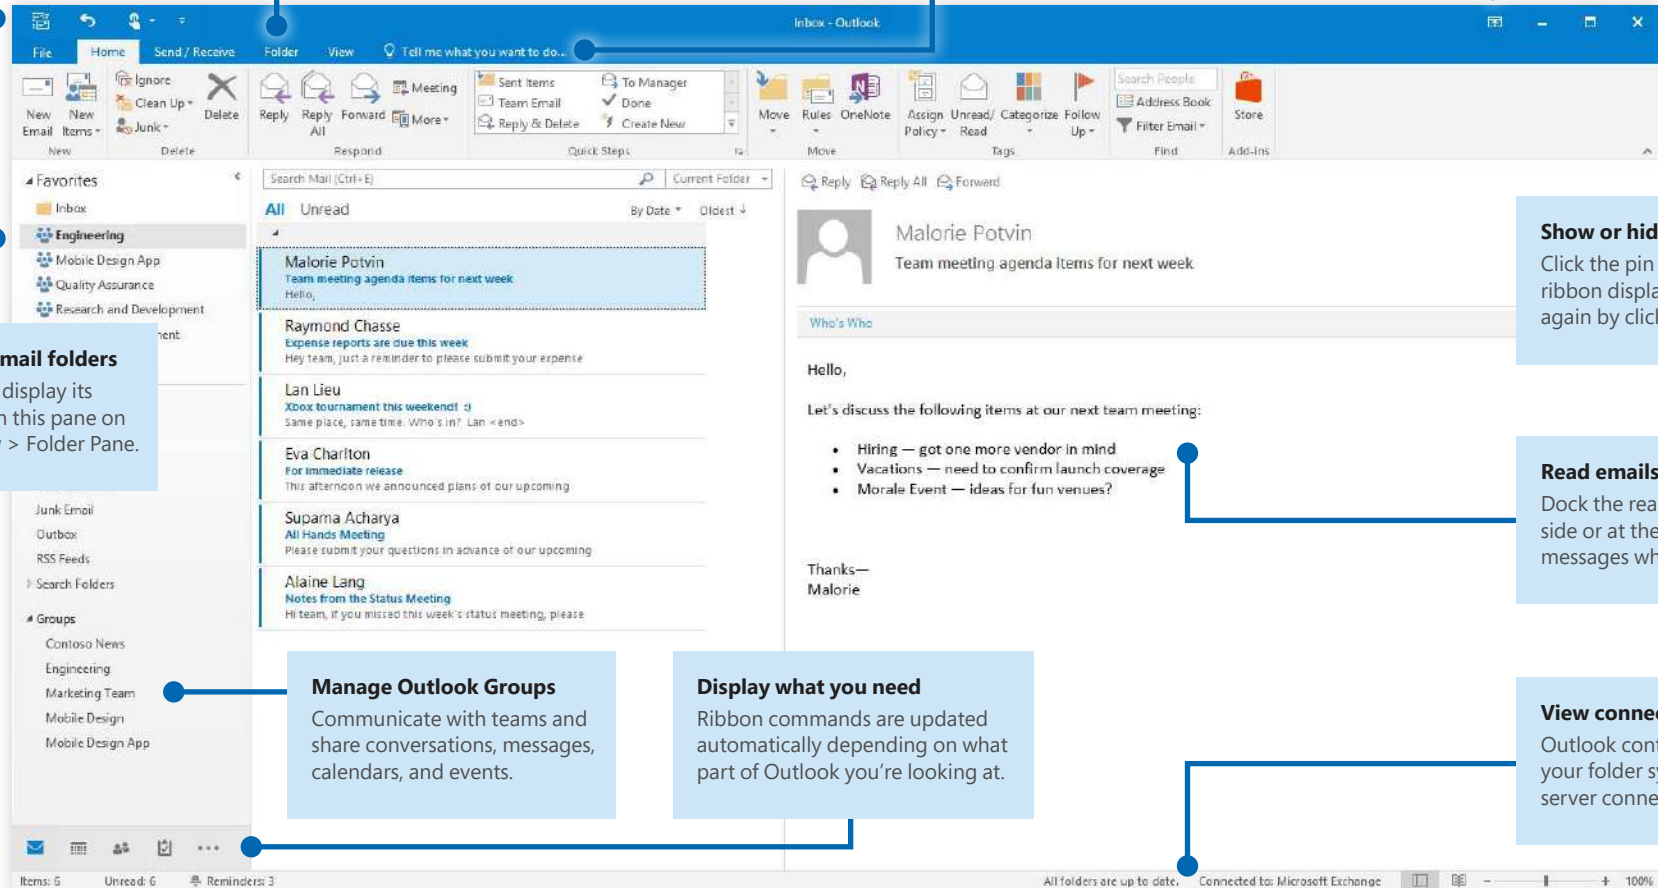 Inbox - Outlook
File Home Send / Receive Folder View Tell me what you want to do...
New Email
New Items
Ignore
Clean Up
Junk
Delete
Reply
Reply All
Forward
Meeting
More
Sent Items
Team Email
Reply & Delete
To Manager
Done
Create New
Move
Rules
OneNote
Assign Policy
Unread/ Read
Categorize
Follow Up
Search People
Address Book
Filter Email
Store
New Delete Respond Quick Steps Move Tags Find Add-ins
Favorites
Inbox
Engineering
Mobile Design App
Quality Assurance
Research and Development
ent
mail folders
display its
n this pane on
> Folder Pane.
Junk Email
Outbox
RSS Feeds
Search Folders
Groups
Contoso News
Engineering
Marketing Team
Mobile Design
Mobile Design App
Search Mail (Ctrl+E) Current Folder
All Unread By Date Oldest ↓
Malorie Potvin
Team meeting agenda items for next week
Hello,
Raymond Chasse
Expense reports are due this week
Hey team, just a reminder to please submit your expense
Lan Lieu
Xbox tournament this weekend! :)
Same place, same time. Who's in? Lan <end>
Eva Charlton
For immediate release
This afternoon we announced plans of our upcoming
Suparna Acharya
All Hands Meeting
Please submit your questions in advance of our upcoming
Alaine Lang
Notes from the Status Meeting
Hi team, if you missed this week's status meeting, please
Reply Reply All Forward
Malorie Potvin
Team meeting agenda items for next week
Who's Who
Hello,
Let's discuss the following items at our next team meeting:
• Hiring — got one more vendor in mind
• Vacations — need to confirm launch coverage
• Morale Event — ideas for fun venues?
Thanks—
Malorie
Show or hid
Click the pin
ribbon displa
again by click
Read emails
Dock the rea
side or at the
messages wh
Manage Outlook Groups
Communicate with teams and
share conversations, messages,
calendars, and events.
Display what you need
Ribbon commands are updated
automatically depending on what
part of Outlook you're looking at.
View connec
Outlook cont
your folder sy
server conne
Items: 6 Unread: 6 Reminders: 3 All folders are up to date. Connected to: Microsoft Exchange 100%